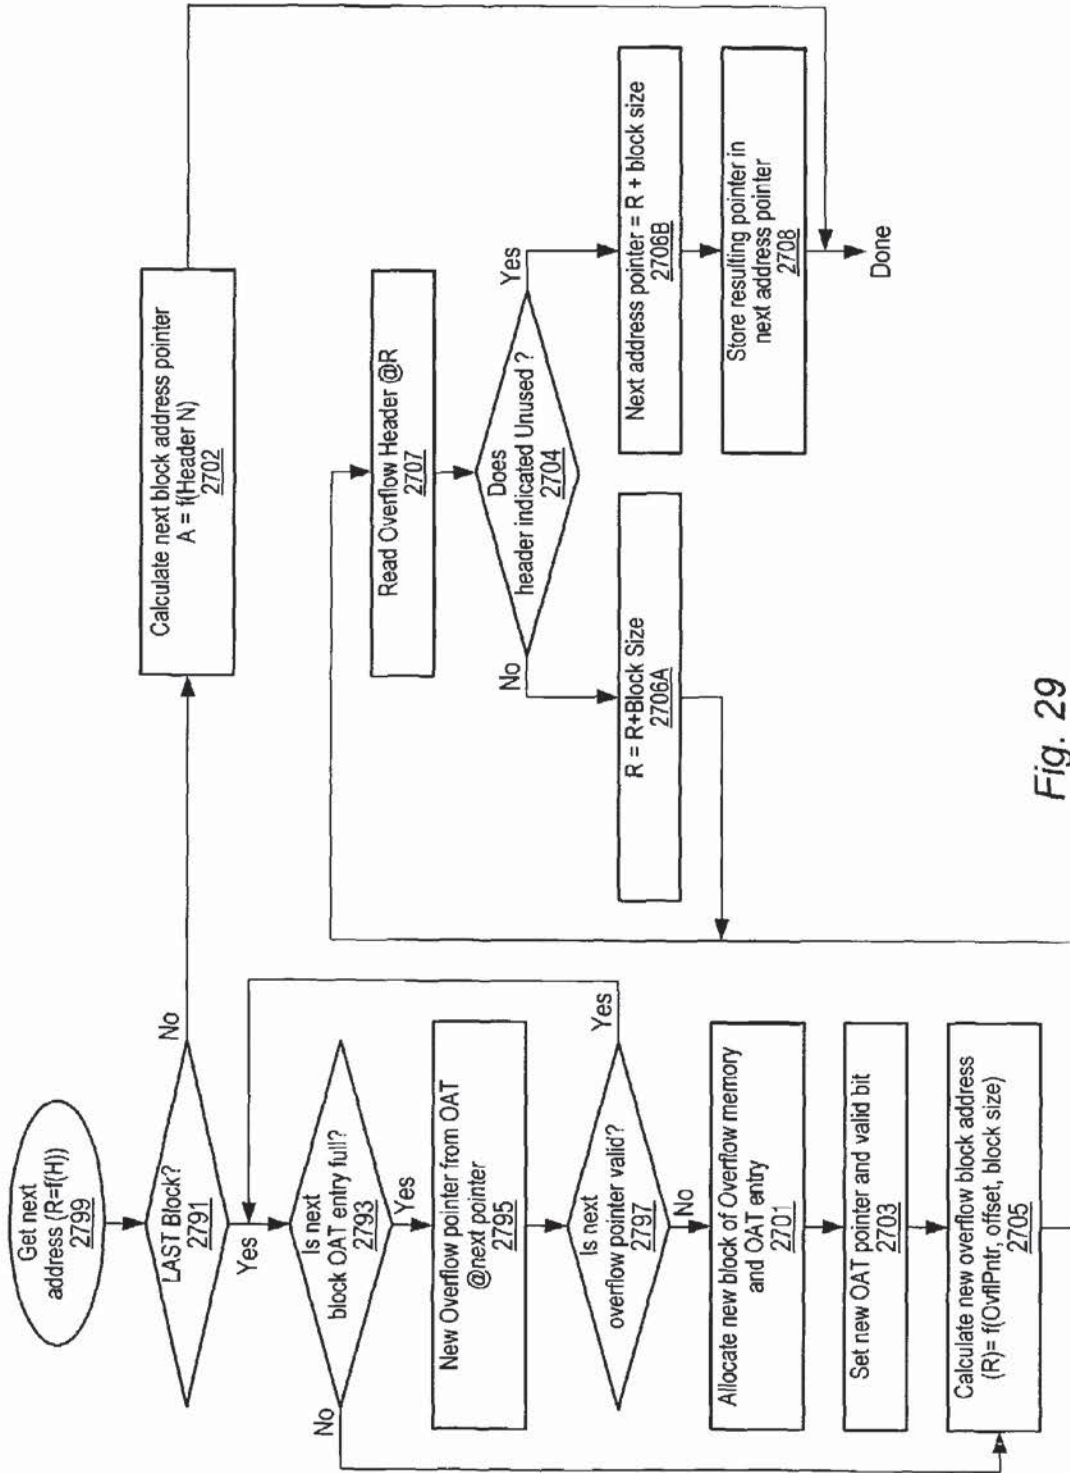 Get next
address (R=f(H))
2799
LAST Block?
2791
No
Yes
Is next
block OAT entry full?
2793
No
Yes
New Overflow pointer from OAT
@next pointer
2795
Is next
overflow pointer valid?
2797
Yes
No
Allocate new block of Overflow memory
and OAT entry
2701
Set new OAT pointer and valid bit
2703
Calculate new overflow block address
(R)= f(OvflPntr, offset, block size)
2705
Calculate next block address pointer
A = f(Header N)
2702
Read Overflow Header @R
2707
Does
header indicated Unused ?
2704
No
Yes
R = R+Block Size
2706A
Next address pointer = R + block size
2706B
Store resulting pointer in
next address pointer
2708
Done
Fig. 29